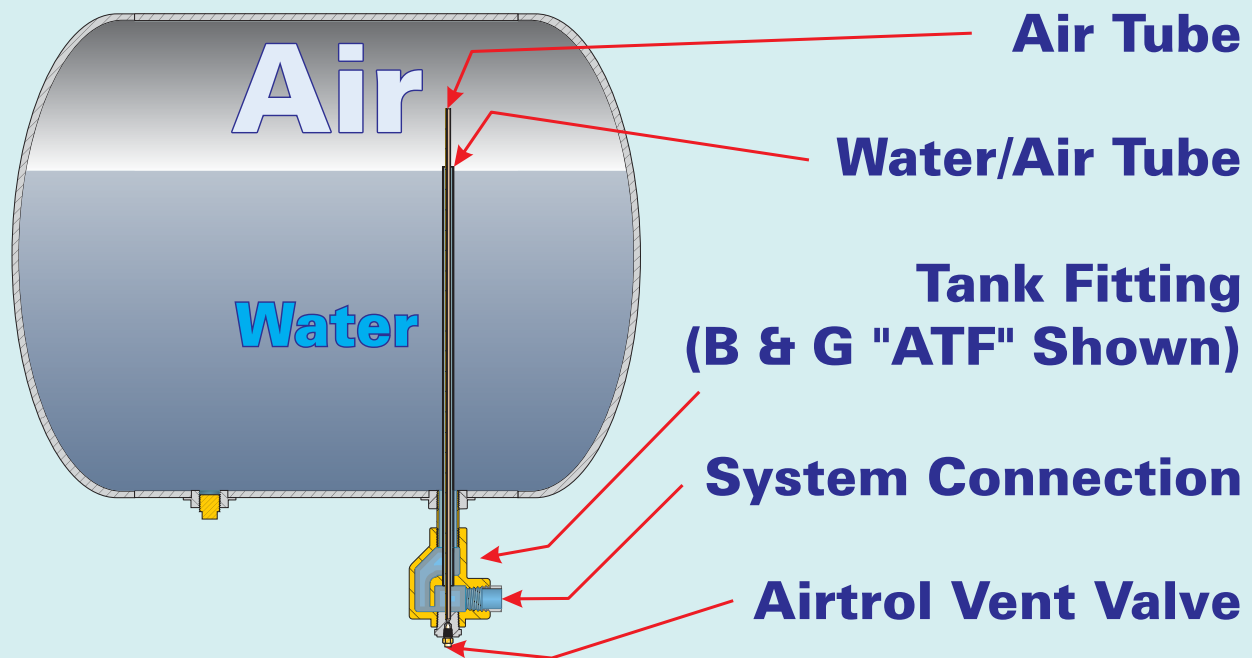 Air
Air Tube
Water/Air Tube
Water
Tank Fitting
(B & G "ATF" Shown)
System Connection
Airtrol Vent Valve